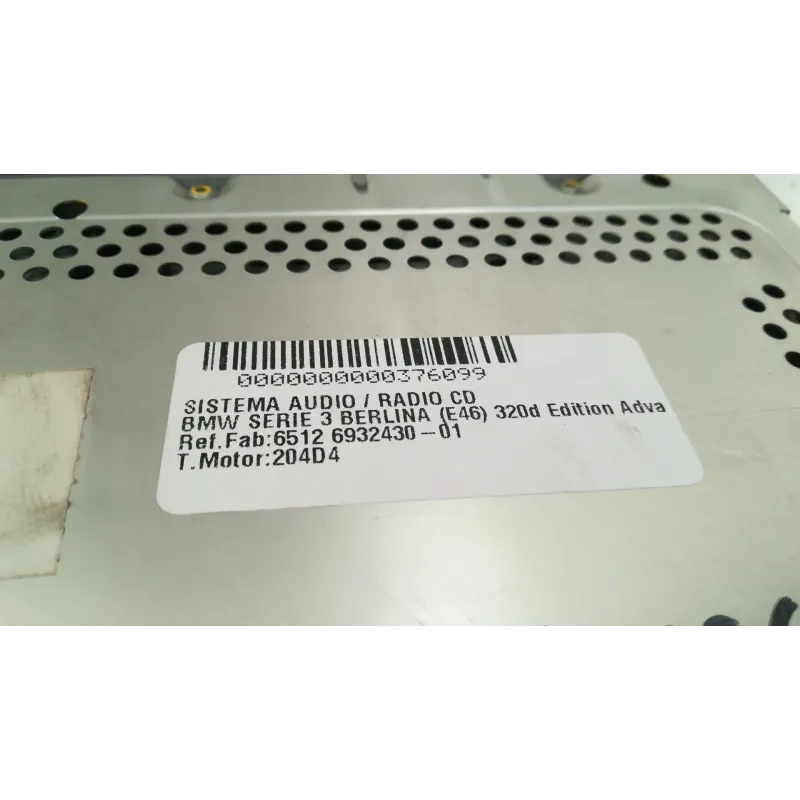 0000000000376099
SISTEMA AUDIO / RADIO CD
BMW SERIE 3 BERLINA (E46) 320d Edition Adva
Ref.Fab:6512 6932430-01
T.Motor:204D4